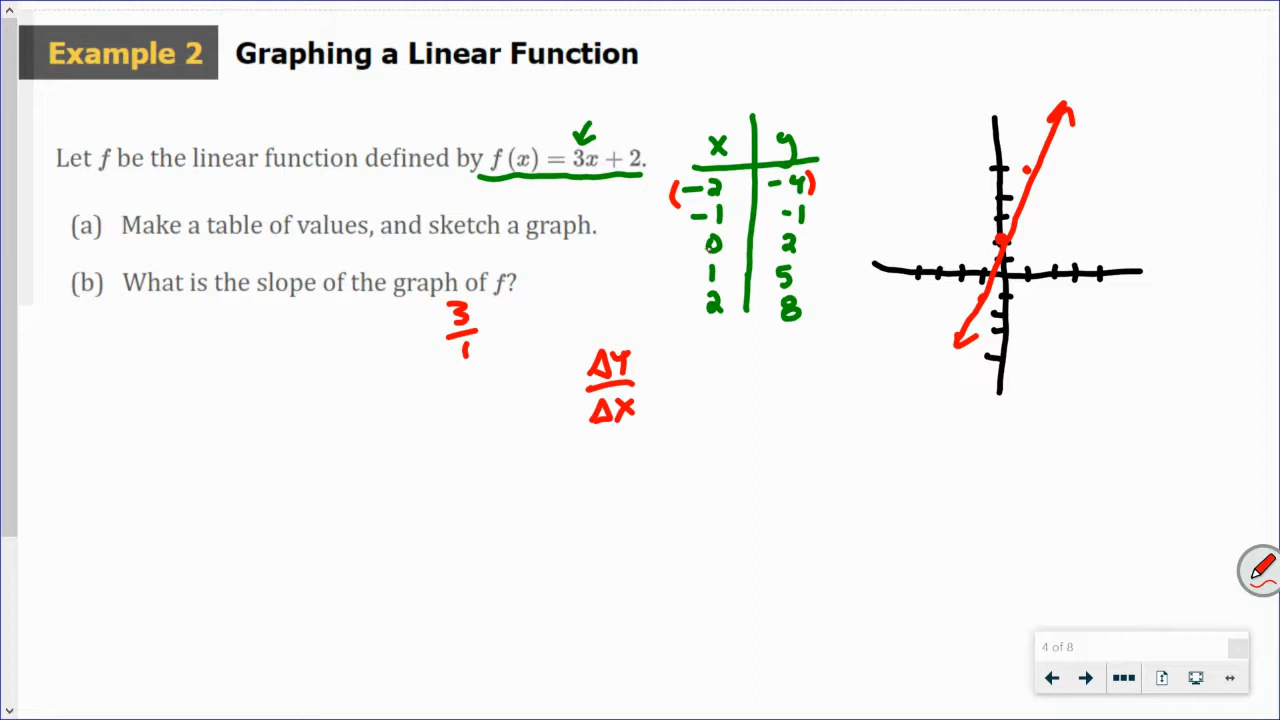 Example 2 Graphing a Linear Function
Let f be the linear function defined by f (x) = 3x + 2.
(a) Make a table of values, and sketch a graph.
(b) What is the slope of the graph of f?
3
1
ΔY
ΔX
x y
(-2 -4)
-1 -1
0 2
1 5
2 8
4 of 8